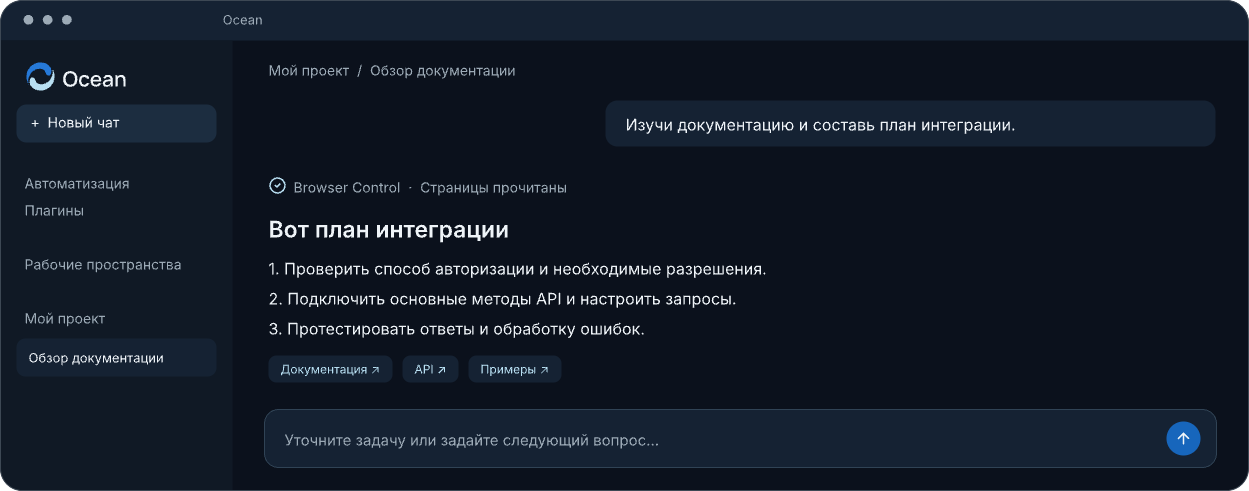 Ocean
Ocean
+ Новый чат
Автоматизация
Плагины
Рабочие пространства
Мой проект
Обзор документации
Мой проект / Обзор документации
Изучи документацию и составь план интеграции.
Browser Control · Страницы прочитаны
Вот план интеграции
1. Проверить способ авторизации и необходимые разрешения.
2. Подключить основные методы API и настроить запросы.
3. Протестировать ответы и обработку ошибок.
Документация ↗ API ↗ Примеры ↗
Уточните задачу или задайте следующий вопрос...